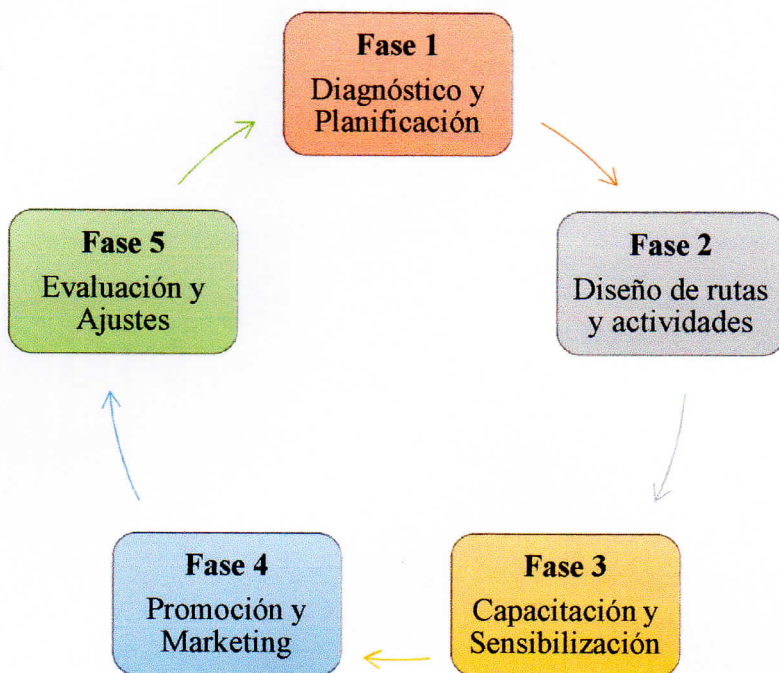 Fase 1
Diagnóstico y
Planificación
Fase 2
Diseño de rutas
y actividades
Fase 3
Capacitación y
Sensibilización
Fase 4
Promoción y
Marketing
Fase 5
Evaluación y
Ajustes